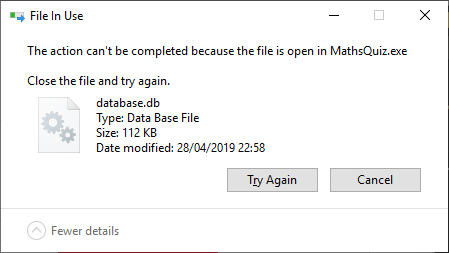 File In Use
The action can't be completed because the file is open in MathsQuiz.exe
Close the file and try again.
database.db
Type: Data Base File
Size: 112 KB
Date modified: 28/04/2019 22:58
Try Again
Cancel
Fewer details